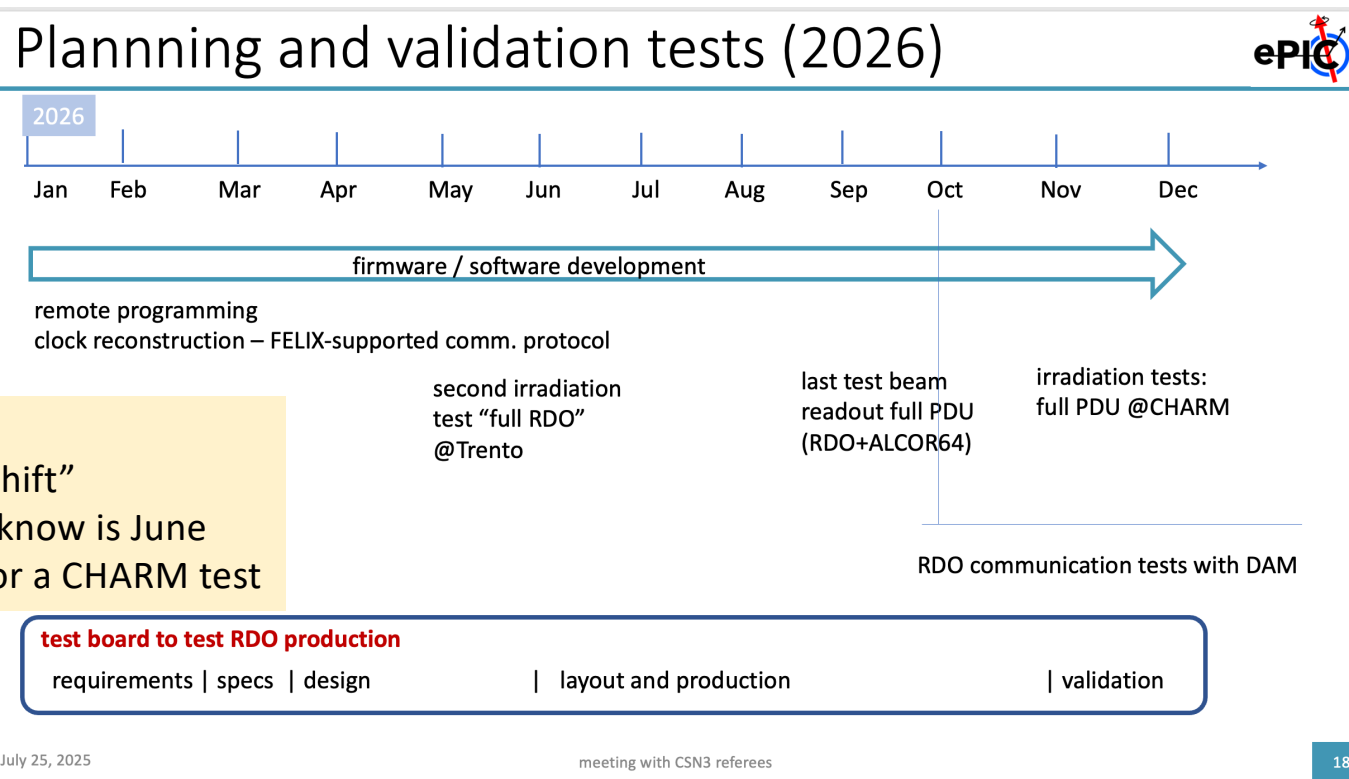 Plannning and validation tests (2026)
ePIC
2026
Jan Feb Mar Apr May Jun Jul Aug Sep Oct Nov Dec
firmware / software development
remote programming
clock reconstruction – FELIX-supported comm. protocol
second irradiation
test “full RDO”
@Trento
last test beam
readout full PDU
(RDO+ALCOR64)
irradiation tests:
full PDU @CHARM
hift”
know is June
or a CHARM test
RDO communication tests with DAM
test board to test RDO production
requirements | specs | design | layout and production | validation
July 25, 2025
meeting with CSN3 referees
18